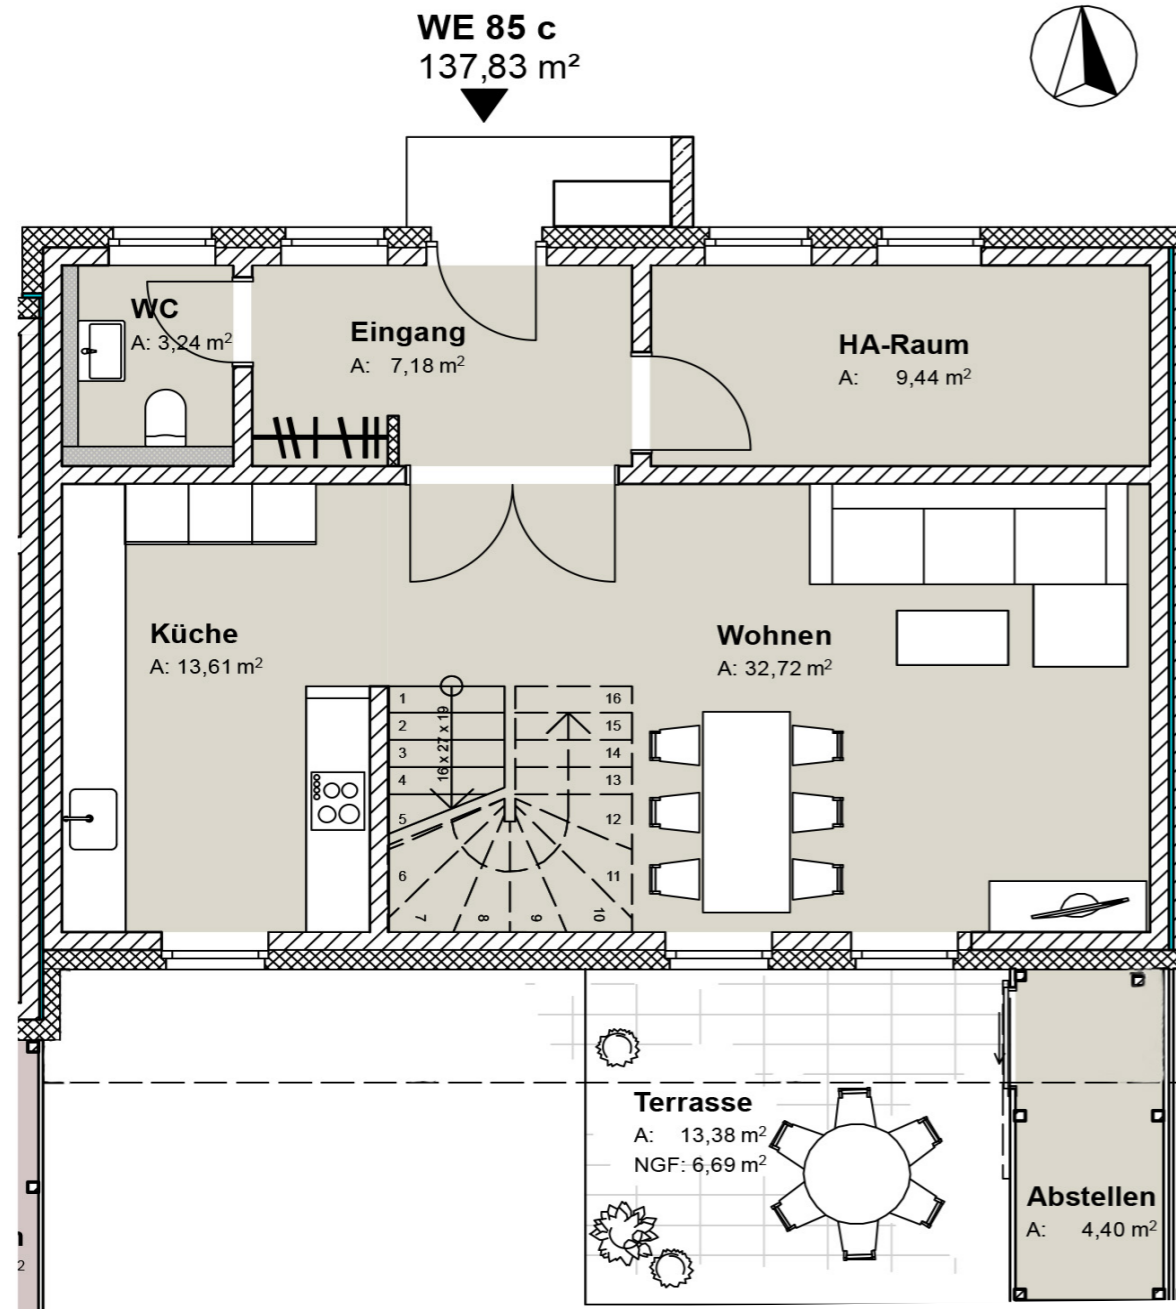 WE 85 c
137,83 m²
WC
A: 3,24 m²
Eingang
A: 7,18 m²
HA-Raum
A: 9,44 m²
Küche
A: 13,61 m²
Wohnen
A: 32,72 m²
1
2
3
4
5
6
7
8
9
10
11
12
13
14
15
16
16 x 27 x 19
Terrasse
A: 13,38 m²
NGF: 6,69 m²
Abstellen
A: 4,40 m²